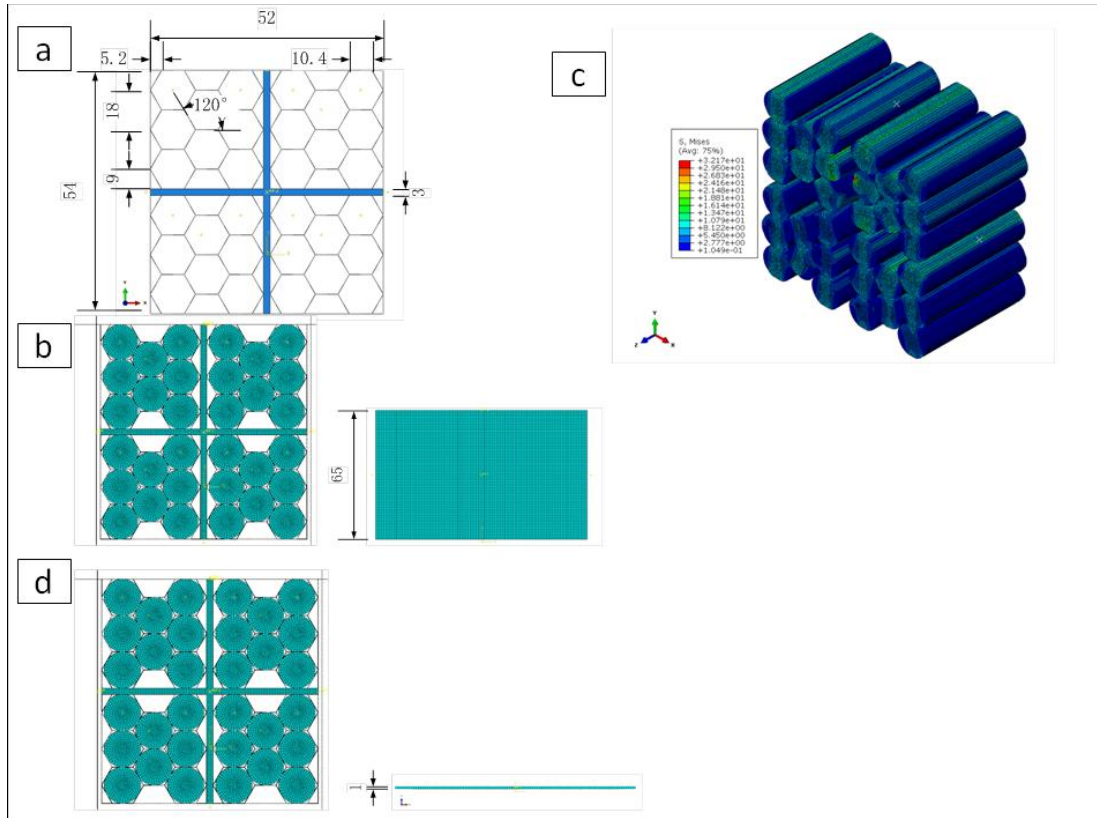 a
52
5.2
10.4
18
120°
9
54
3
b
65
c
S, Mises
(Avg: 75%)
+3.217e+01
+2.950e+01
+2.683e+01
+2.416e+01
+2.148e+01
+1.881e+01
+1.614e+01
+1.347e+01
+1.079e+01
+8.122e+00
+5.450e+00
+2.777e+00
+1.049e-01
Y
Z
X
d
1